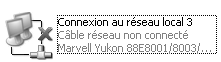 Connexion au réseau local 3
Câble réseau non connecté
Marvell Yukon 88E8001/8003/...